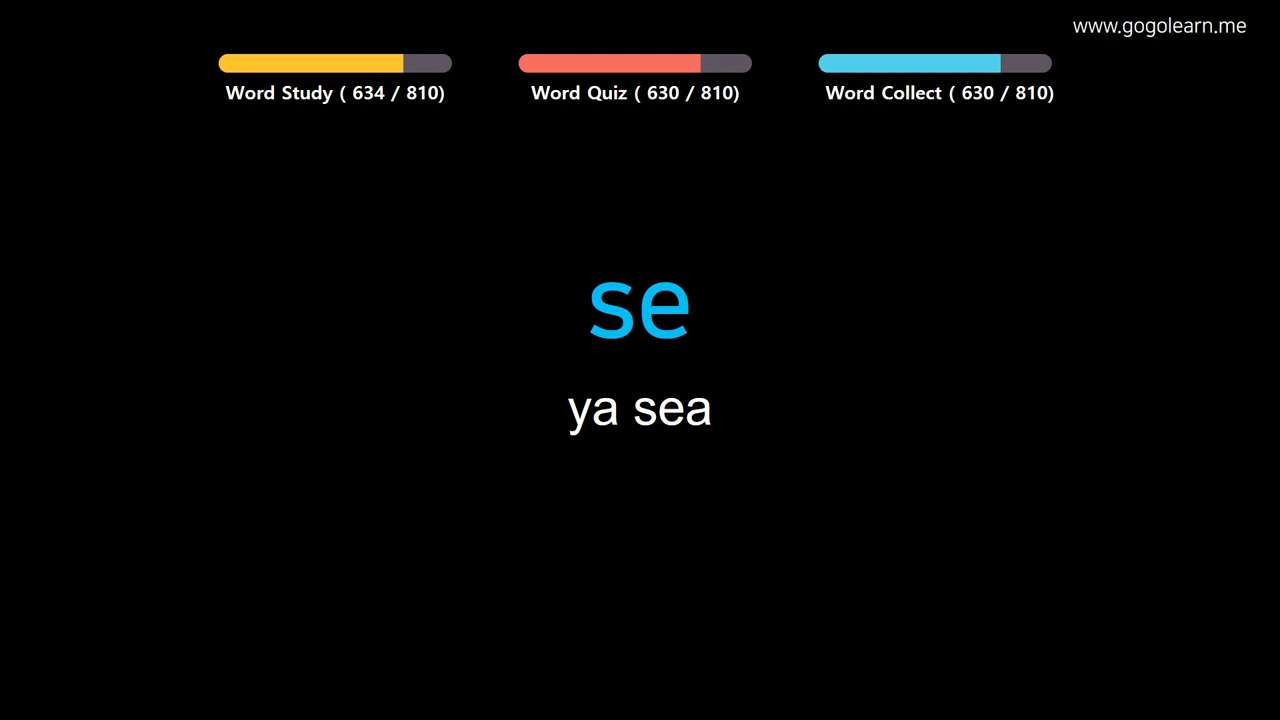 www.gogolearn.me
Word Study ( 634 / 810)
Word Quiz ( 630 / 810)
Word Collect ( 630 / 810)
se
ya sea